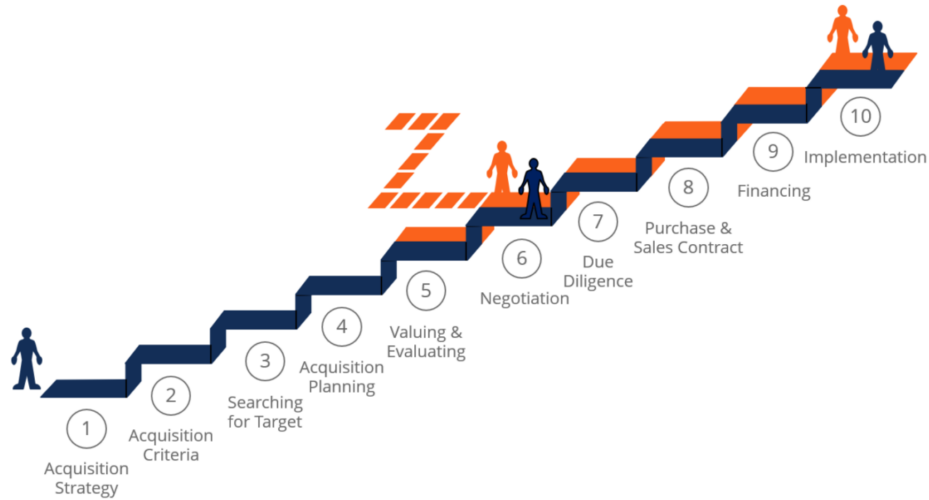 1
Acquisition
Strategy
2
Acquisition
Criteria
3
Searching
for Target
4
Acquisition
Planning
5
Valuing &
Evaluating
6
Negotiation
7
Due
Diligence
8
Purchase &
Sales Contract
9
Financing
10
Implementation